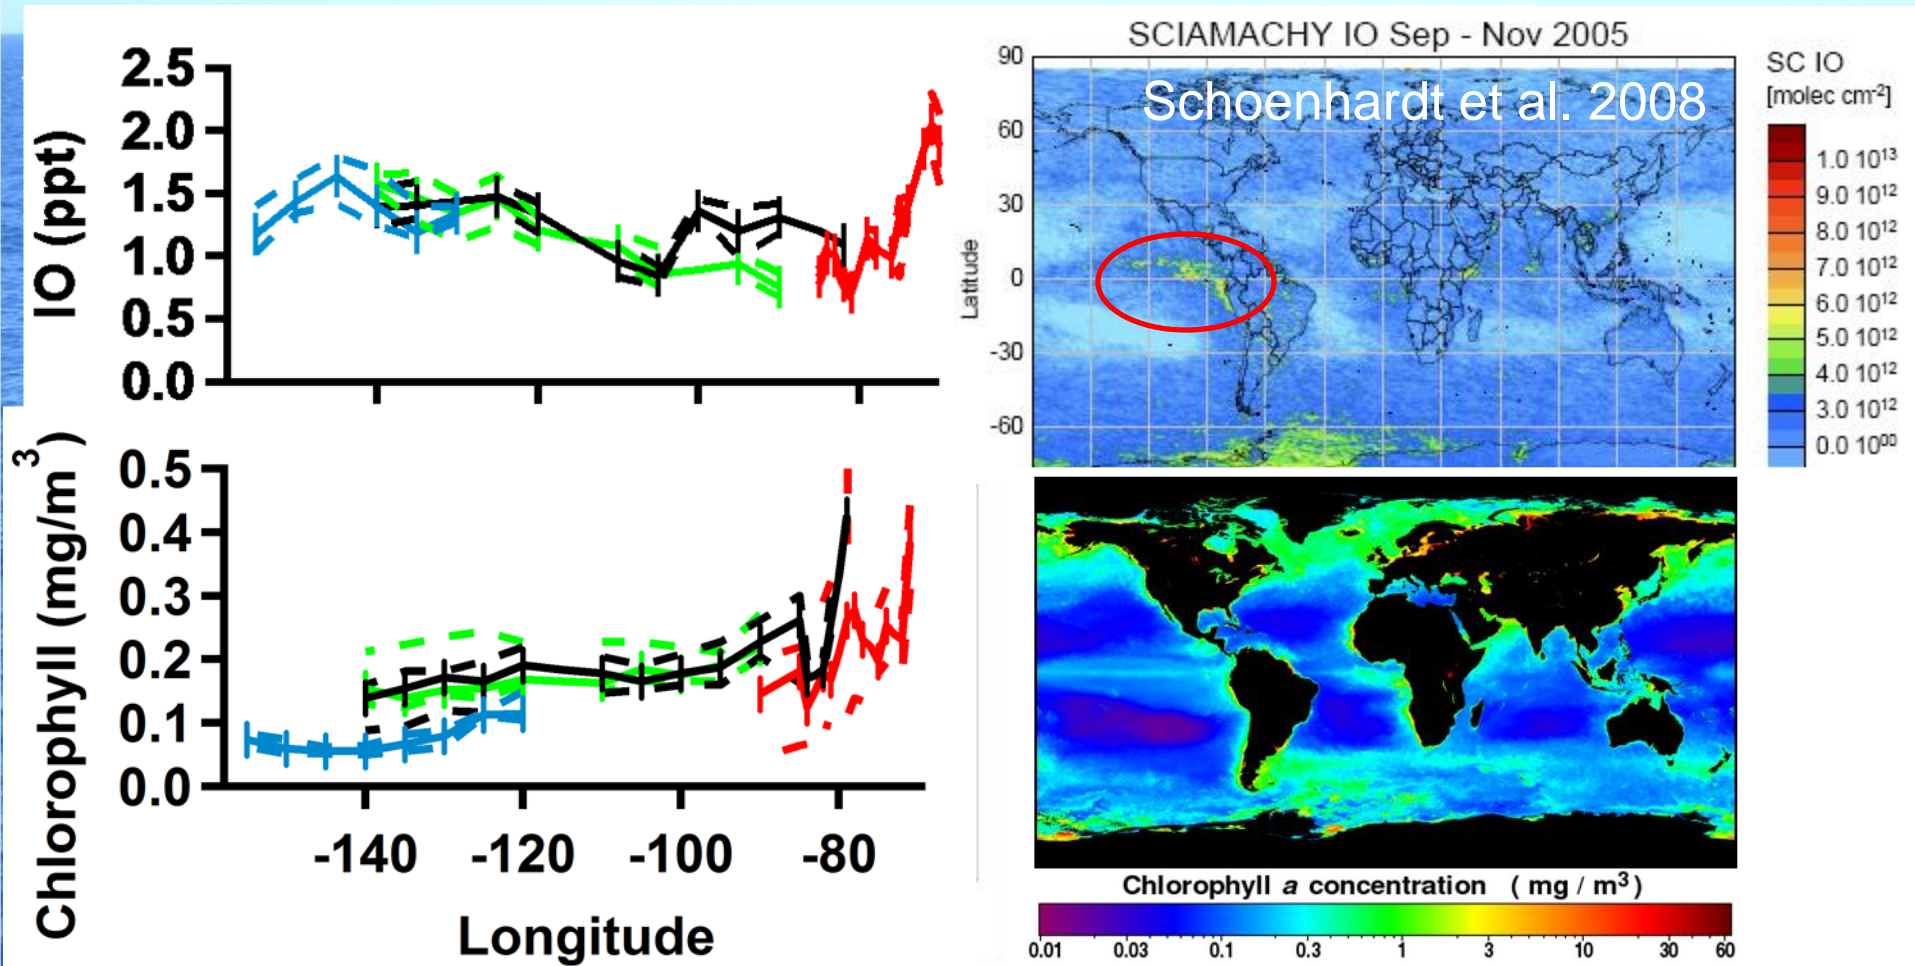 2.5
2.0
1.5
1.0
0.5
0.0
IO (ppt)
0.5
0.4
0.3
0.2
0.1
0.0
Chlorophyll (mg/m³)
-140 -120 -100 -80
Longitude
SCIAMACHY IO Sep - Nov 2005
Schoenhardt et al. 2008
90
60
30
0
-30
-60
Latitude
SC IO
[molec cm⁻²]
1.0 10¹³
9.0 10¹²
8.0 10¹²
7.0 10¹²
6.0 10¹²
5.0 10¹²
4.0 10¹²
3.0 10¹²
0.0 10⁰⁰
Chlorophyll a concentration ( mg / m³ )
0.01 0.03 0.1 0.3 1 3 10 30 60